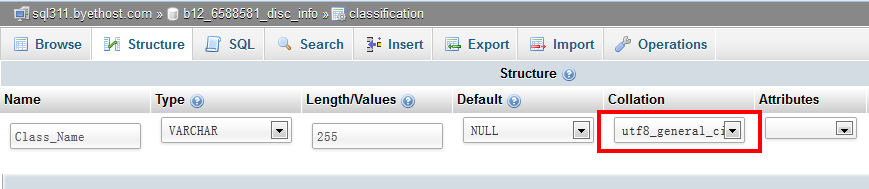 sql311.byethost.com » b12_6588581_disc_info » classification
Browse Structure SQL Search Insert Export Import Operations
Structure
Name Type Length/Values Default Collation Attributes
Class_Name VARCHAR 255 NULL utf8_general_ci